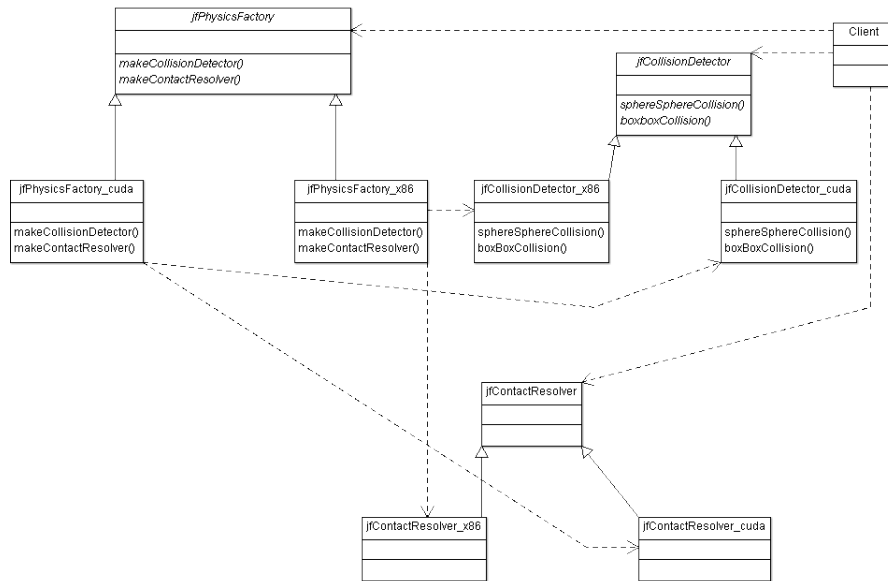 jfPhysicsFactory
makeCollisionDetector()
makeContactResolver()
Client
jfCollisionDetector
sphereSphereCollision()
boxboxCollision()
jfPhysicsFactory_cuda
makeCollisionDetector()
makeContactResolver()
jfPhysicsFactory_x86
makeCollisionDetector()
makeContactResolver()
jfCollisionDetector_x86
sphereSphereCollision()
boxBoxCollision()
jfCollisionDetector_cuda
sphereSphereCollision()
boxBoxCollision()
jfContactResolver
jfContactResolver_x86
jfContactResolver_cuda